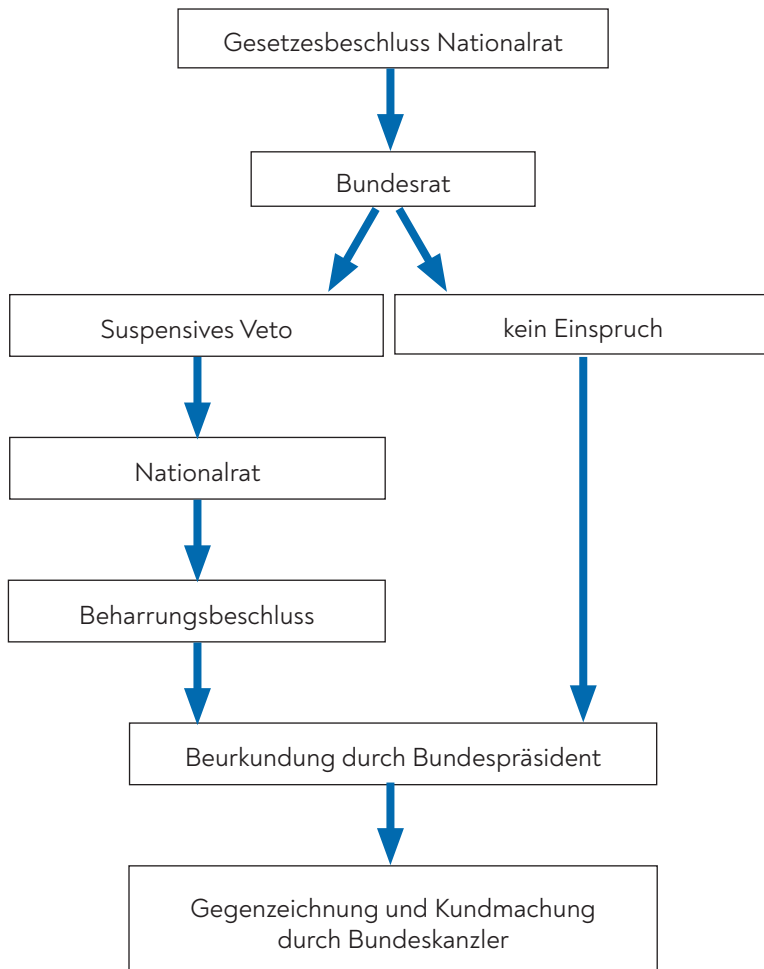 Gesetzesbeschluss Nationalrat
Bundesrat
Suspensives Veto
kein Einspruch
Nationalrat
Beharrungsbeschluss
Beurkundung durch Bundespräsident
Gegenzeichnung und Kundmachung
durch Bundeskanzler